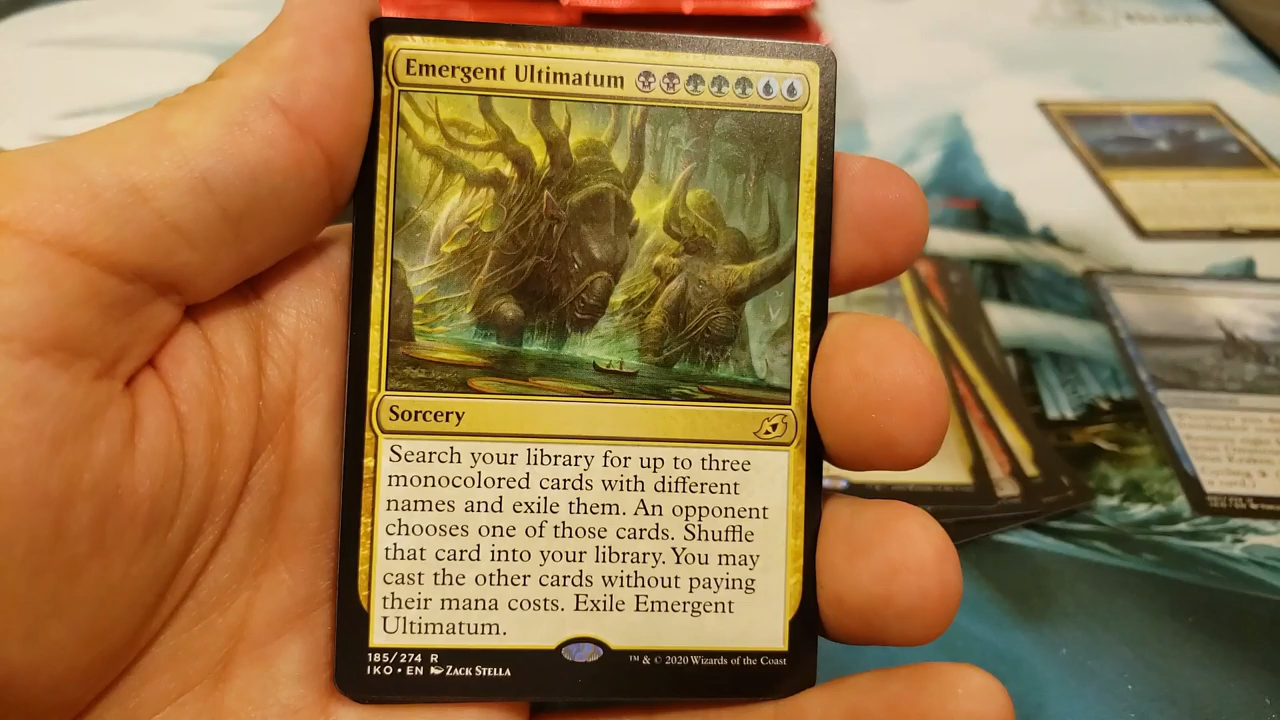 Emergent Ultimatum
Sorcery
Search your library for up to three
monocolored cards with different
names and exile them. An opponent
chooses one of those cards. Shuffle
that card into your library. You may
cast the other cards without paying
their mana costs. Exile Emergent
Ultimatum.
185/274 R
IKO • EN ZACK STELLA
™ & © 2020 Wizards of the Coast